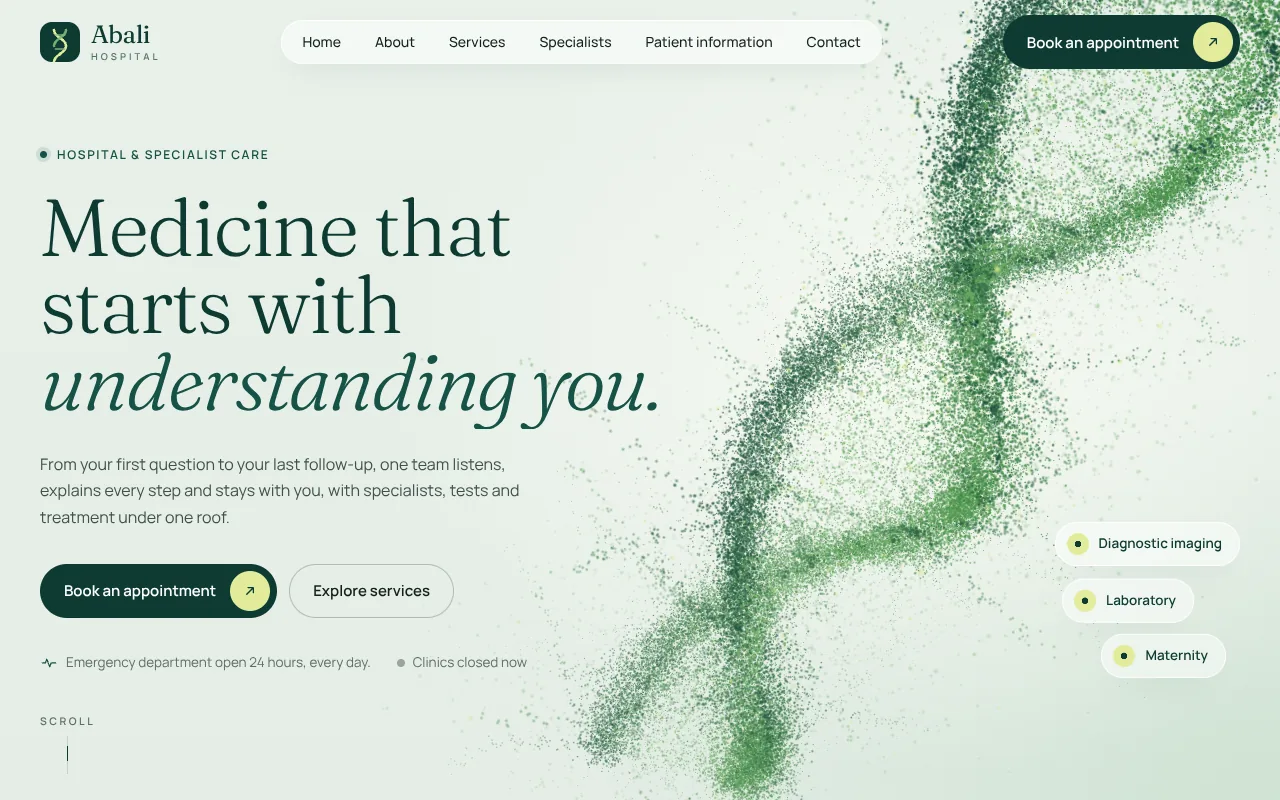 Abali
HOSPITAL
Home
About
Services
Specialists
Patient information
Contact
Book an appointment
HOSPITAL & SPECIALIST CARE
Medicine that
starts with
understanding you.
From your first question to your last follow-up, one team listens,
explains every step and stays with you, with specialists, tests and
treatment under one roof.
Book an appointment
Explore services
Emergency department open 24 hours, every day.
Clinics closed now
Diagnostic imaging
Laboratory
Maternity
SCROLL